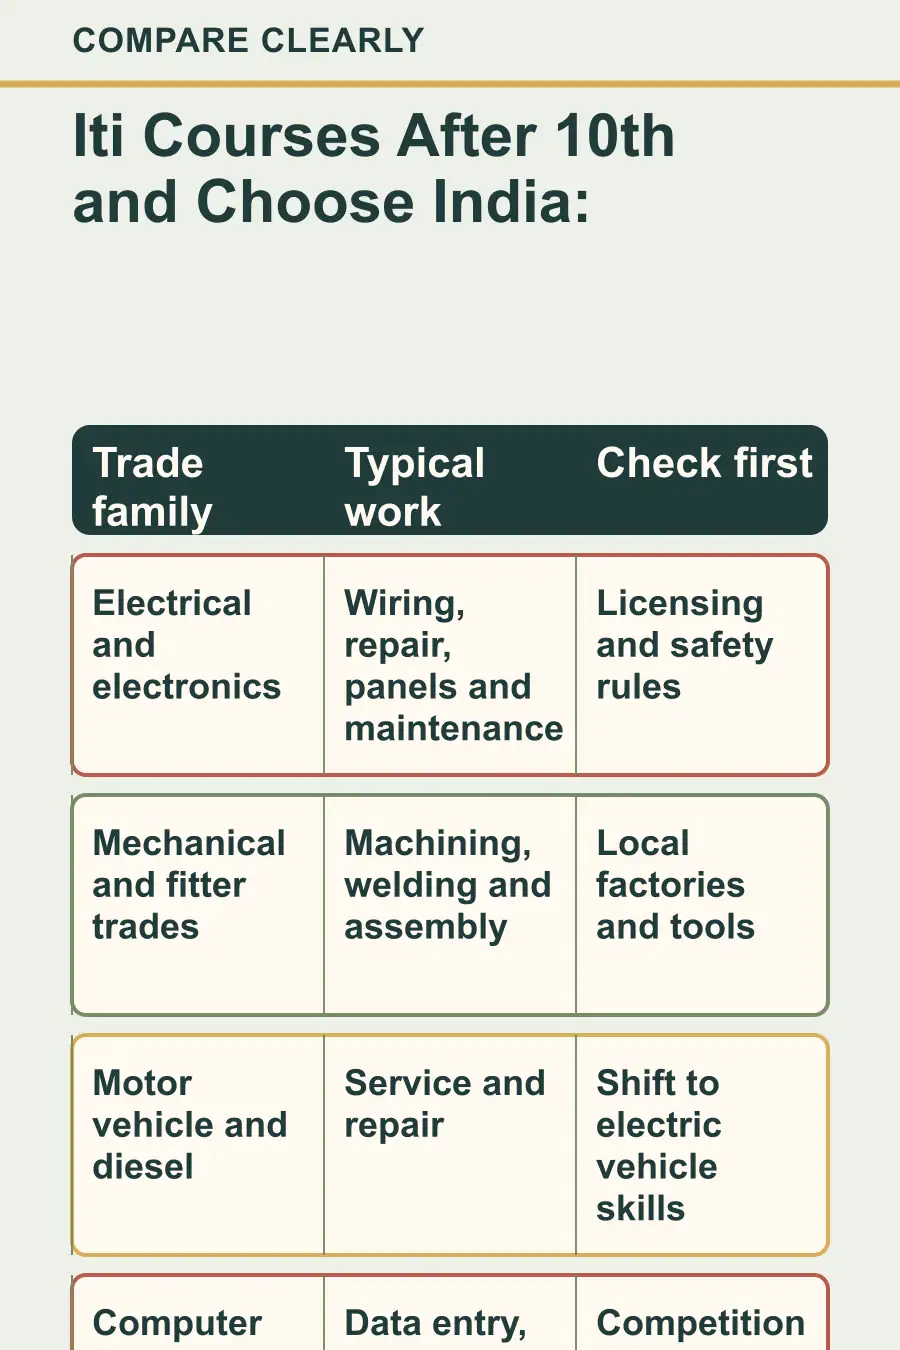 COMPARE CLEARLY
Iti Courses After 10th
and Choose India:
Trade
family
Typical
work
Check first
Electrical
and
electronics
Wiring,
repair,
panels and
maintenance
Licensing
and safety
rules
Mechanical
and fitter
trades
Machining,
welding and
assembly
Local
factories
and tools
Motor
vehicle and
diesel
Service and
repair
Shift to
electric
vehicle
skills
Computer
Data entry,
Competition